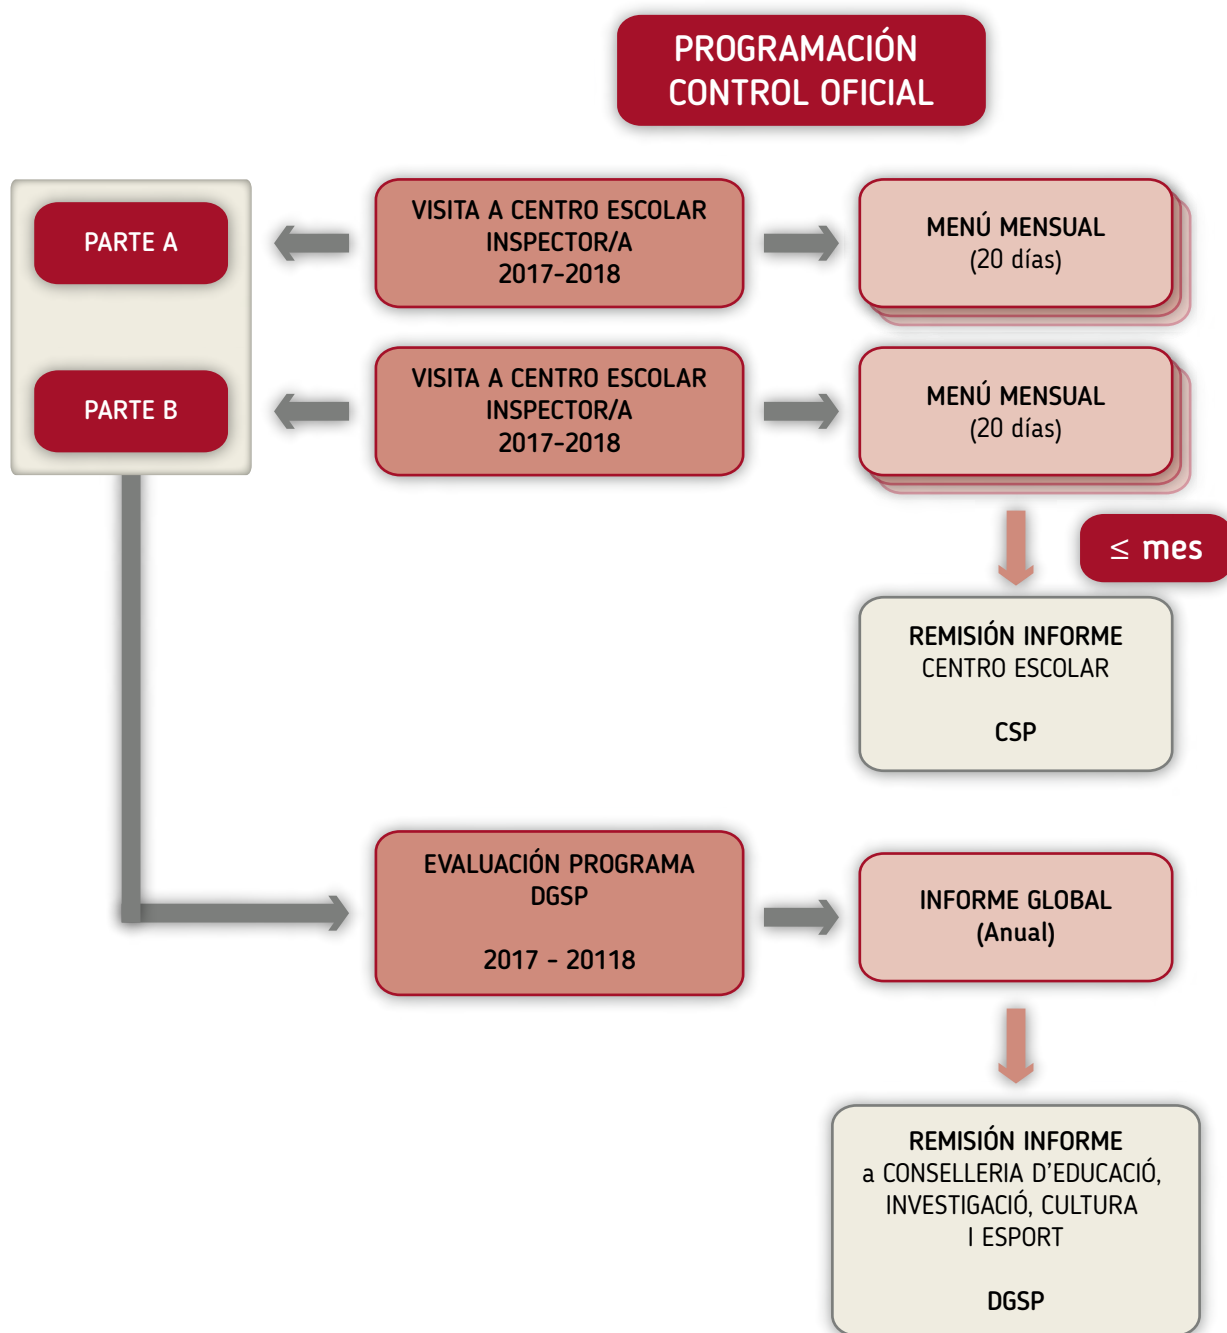 PROGRAMACIÓN
CONTROL OFICIAL
PARTE A
VISITA A CENTRO ESCOLAR
INSPECTOR/A
2017-2018
MENÚ MENSUAL
(20 días)
PARTE B
VISITA A CENTRO ESCOLAR
INSPECTOR/A
2017-2018
MENÚ MENSUAL
(20 días)
≤ mes
REMISIÓN INFORME
CENTRO ESCOLAR
CSP
EVALUACIÓN PROGRAMA
DGSP
2017 - 20118
INFORME GLOBAL
(Anual)
REMISIÓN INFORME
a CONSELLERIA D'EDUCACIÓ,
INVESTIGACIÓ, CULTURA
I ESPORT
DGSP